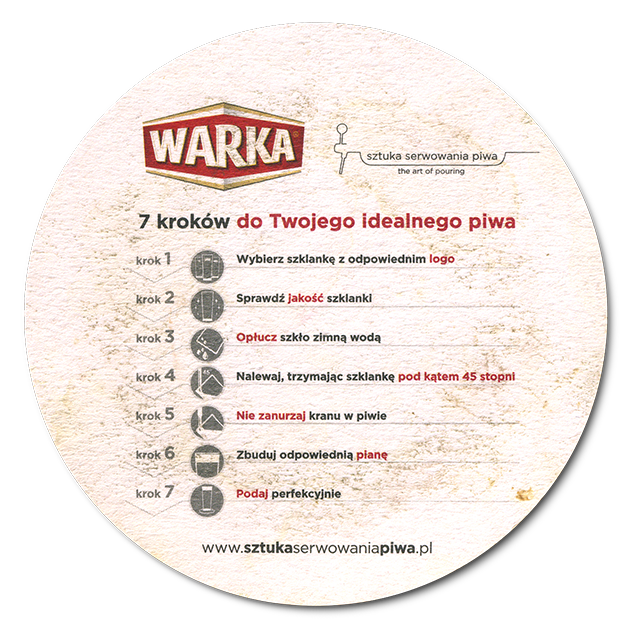 WARKA
sztuka serwowania piwa
the art of pouring
7 kroków do Twojego idealnego piwa
krok 1 Wybierz szklankę z odpowiednim logo
krok 2 Sprawdź jakość szklanki
krok 3 Opłucz szkło zimną wodą
krok 4 45 Nalewaj, trzymając szklankę pod kątem 45 stopni
krok 5 Nie zanurzaj kranu w piwie
krok 6 Zbuduj odpowiednią pianę
krok 7 Podaj perfekcyjnie
www.sztukaserwowaniapiwa.pl